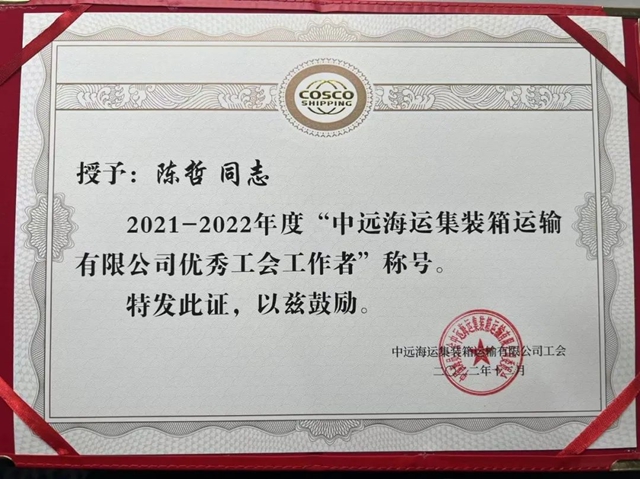 COSCO
SHIPPING
授予：陈哲 同志
2021-2022年度“中远海运集装箱运输
有限公司优秀工会工作者”称号。
特发此证，以兹鼓励。
中远海运集装箱运输有限公司工会